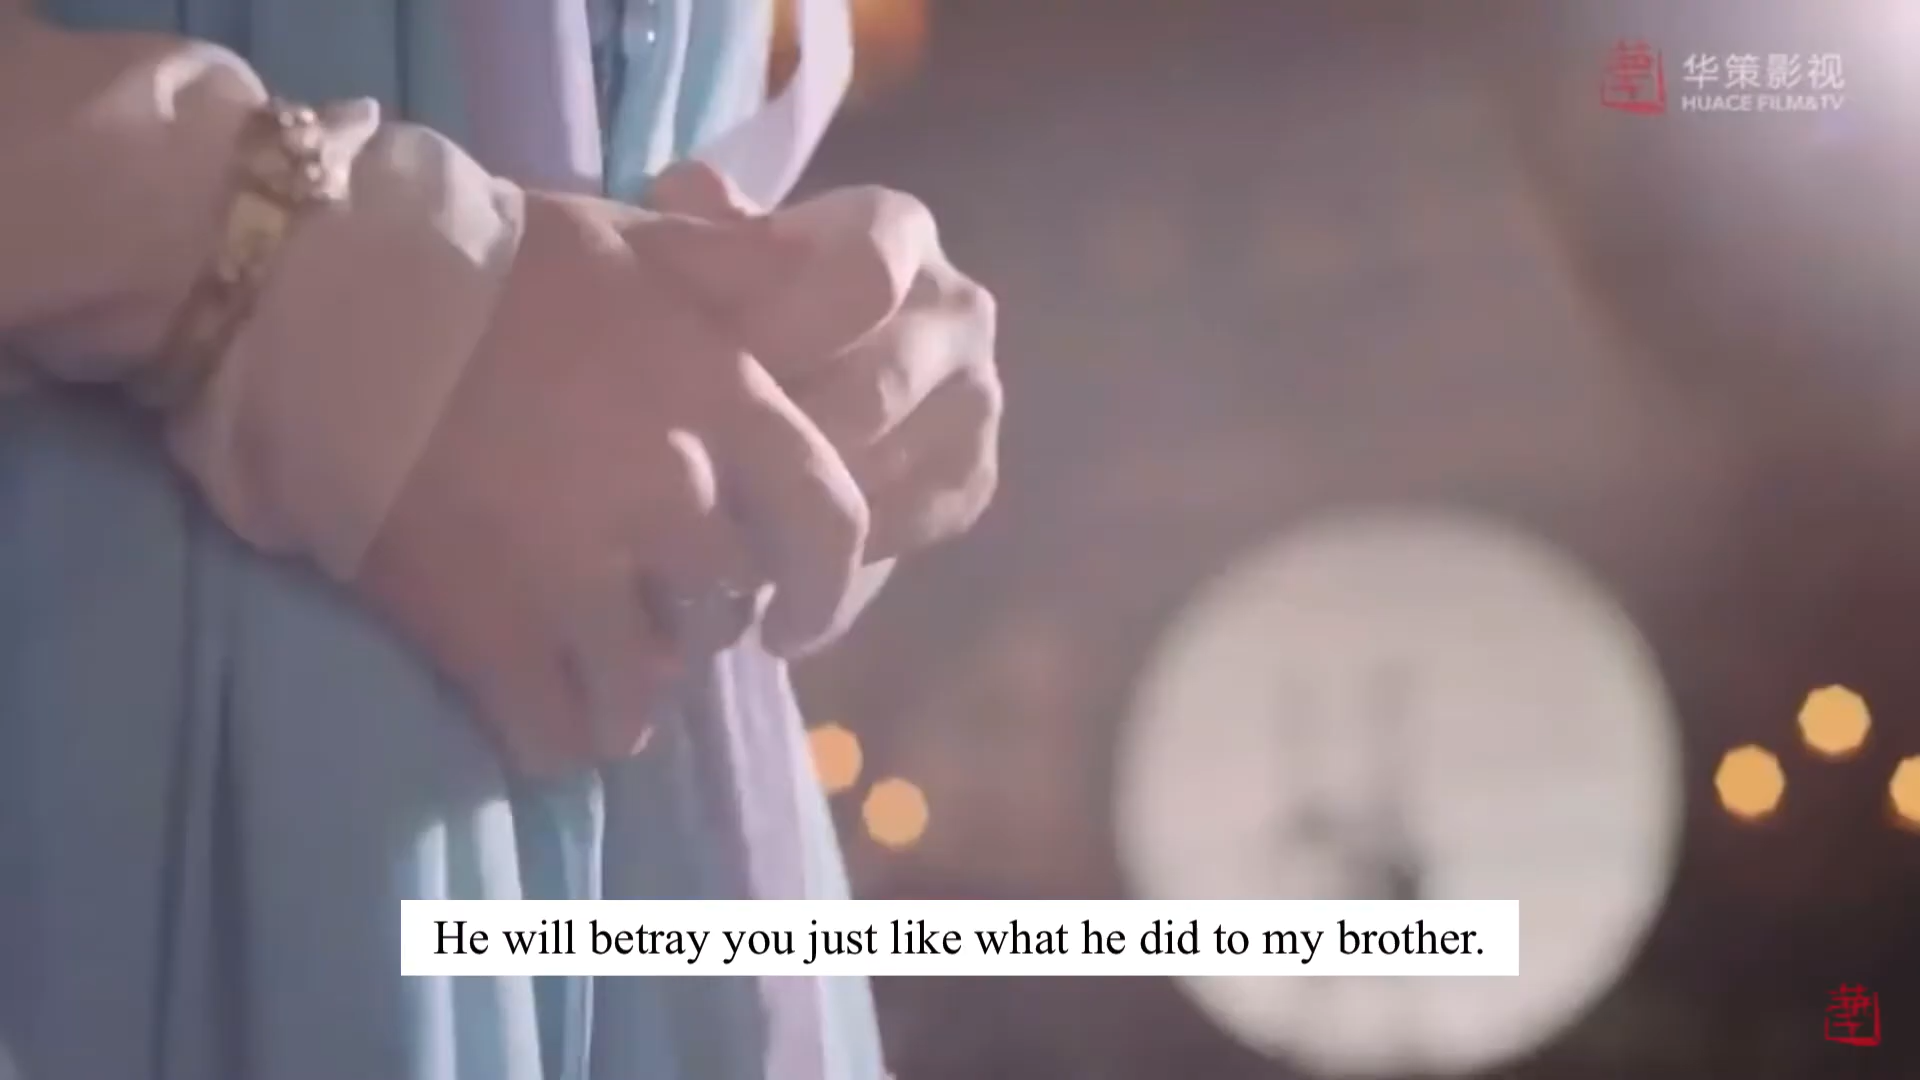 华策影视
HUACE FILM&TV
He will betray you just like what he did to my brother.